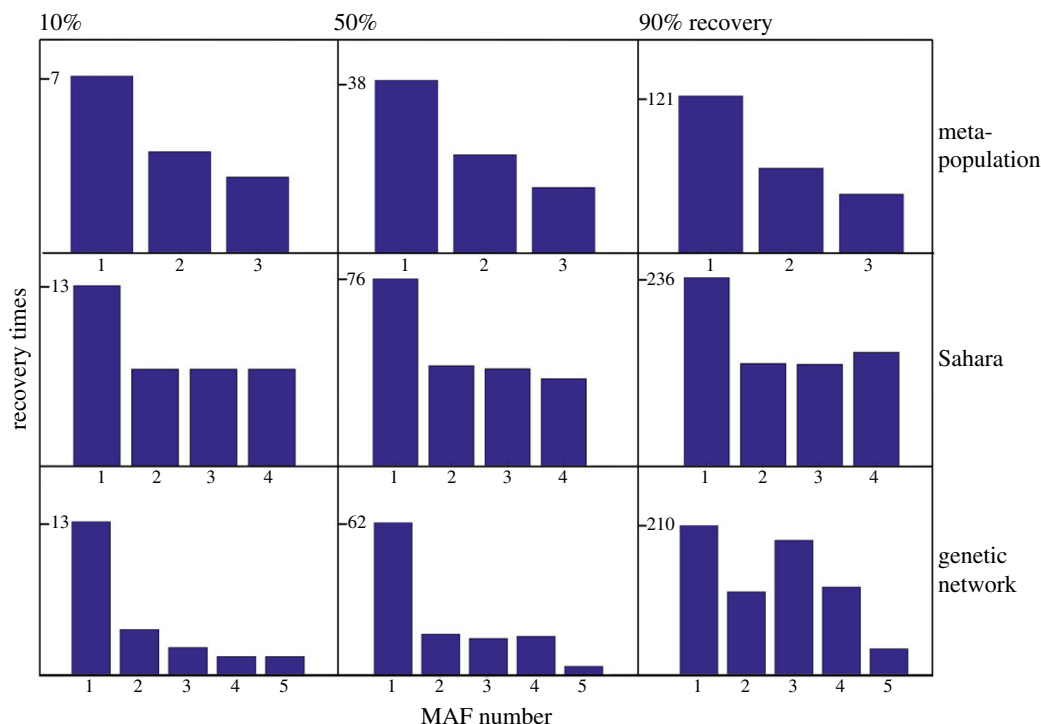 10% 50% 90% recovery
7 38 121
meta-
population
1 2 3 1 2 3 1 2 3
13 76 236
Sahara
recovery times
1 2 3 4 1 2 3 4 1 2 3 4
13 62 210
genetic
network
1 2 3 4 5 1 2 3 4 5 1 2 3 4 5
MAF number